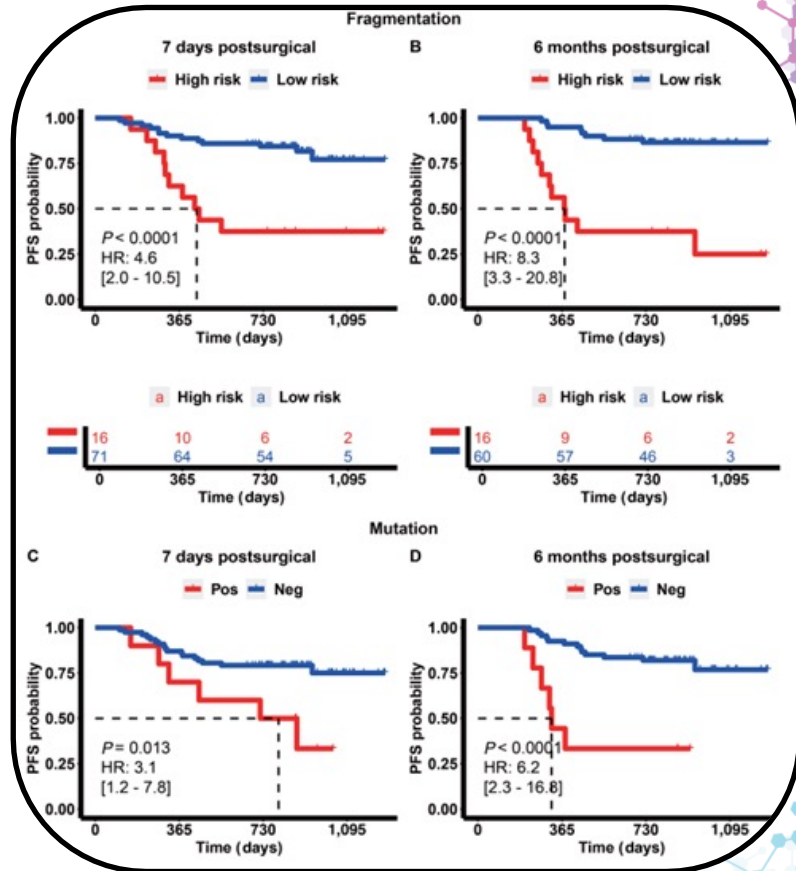 Fragmentation
7 days postsurgical
High risk Low risk
1.00
0.75
0.50
0.25
0.00
PFS probability
P < 0.0001
HR: 4.6
[2.0 - 10.5]
0 365 730 1,095
Time (days)
B 6 months postsurgical
High risk Low risk
1.00
0.75
0.50
0.25
0.00
PFS probability
P < 0.0001
HR: 8.3
[3.3 - 20.8]
0 365 730 1,095
Time (days)
a High risk a Low risk
16 10 6 2
71 64 54 5
0 365 730 1,095
Time (days)
a High risk a Low risk
16 9 6 2
60 57 46 3
0 365 730 1,095
Time (days)
Mutation
C 7 days postsurgical
Pos Neg
1.00
0.75
0.50
0.25
0.00
PFS probability
P = 0.013
HR: 3.1
[1.2 - 7.8]
0 365 730 1,095
Time (days)
D 6 months postsurgical
Pos Neg
1.00
0.75
0.50
0.25
0.00
PFS probability
P < 0.0001
HR: 6.2
[2.3 - 16.8]
0 365 730 1,095
Time (days)